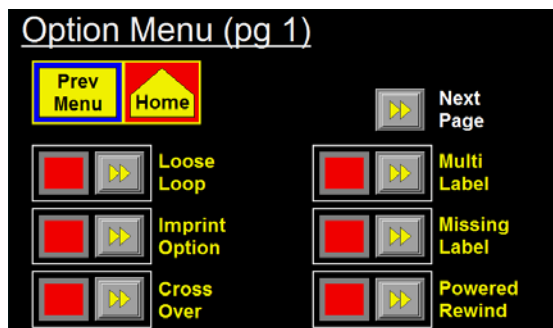 Option Menu (pg 1)
Prev
Menu
Home
Next
Page
Loose
Loop
Multi
Label
Imprint
Option
Missing
Label
Cross
Over
Powered
Rewind